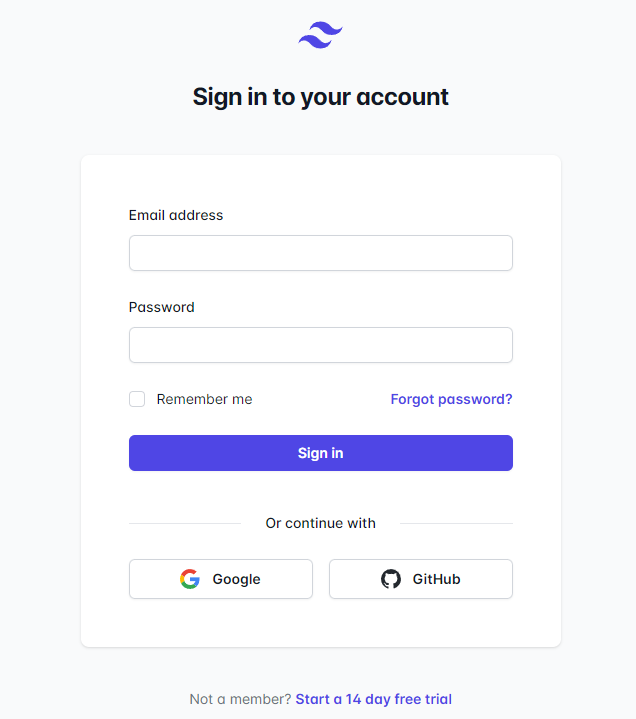 Sign in to your account
Email address
Password
Remember me
Forgot password?
Sign in
Or continue with
Google
GitHub
Not a member? Start a 14 day free trial